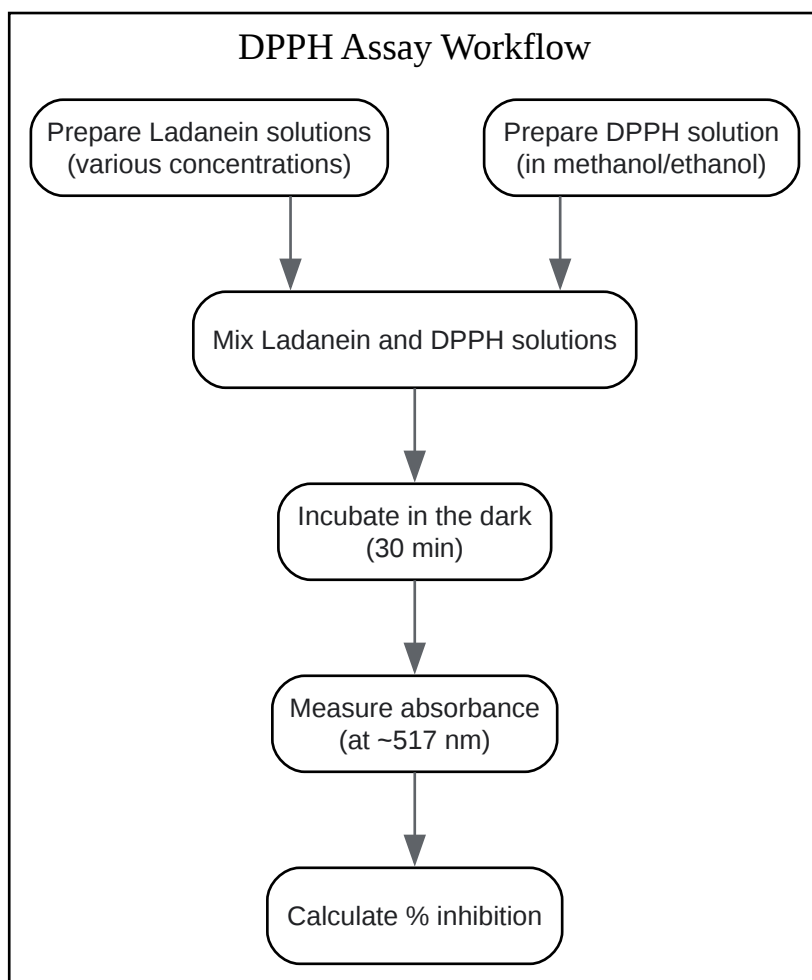 DPPH Assay Workflow
Prepare Ladanein solutions
(various concentrations)
Prepare DPPH solution
(in methanol/ethanol)
Mix Ladanein and DPPH solutions
Incubate in the dark
(30 min)
Measure absorbance
(at ~517 nm)
Calculate % inhibition